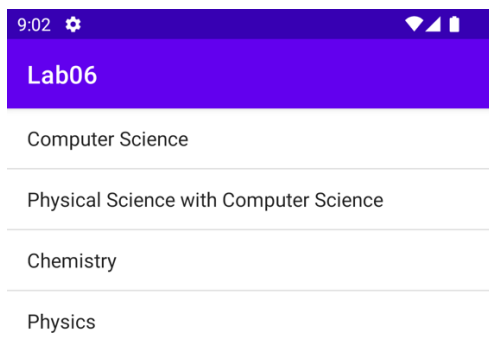 9:02
Lab06
Computer Science
Physical Science with Computer Science
Chemistry
Physics